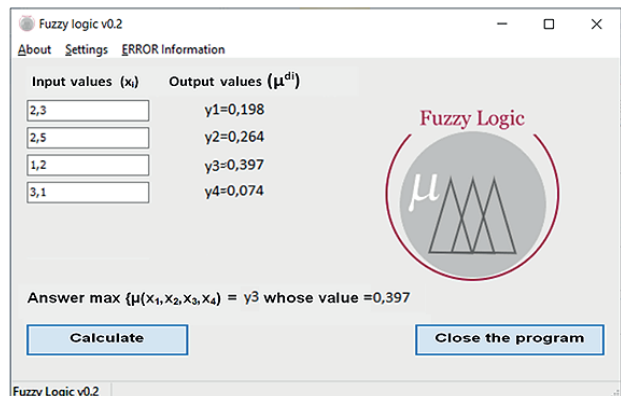 Fuzzy logic v0.2
About Settings ERROR Information
Input values (xᵢ) Output values (μᵈⁱ)
2,3 y1=0,198
2,5 y2=0,264
1,2 y3=0,397
3,1 y4=0,074
Fuzzy Logic
μ
Answer max {μ(x₁,x₂,x₃,x₄) = y3 whose value =0,397
Calculate Close the program
Fuzzy Logic v0.2